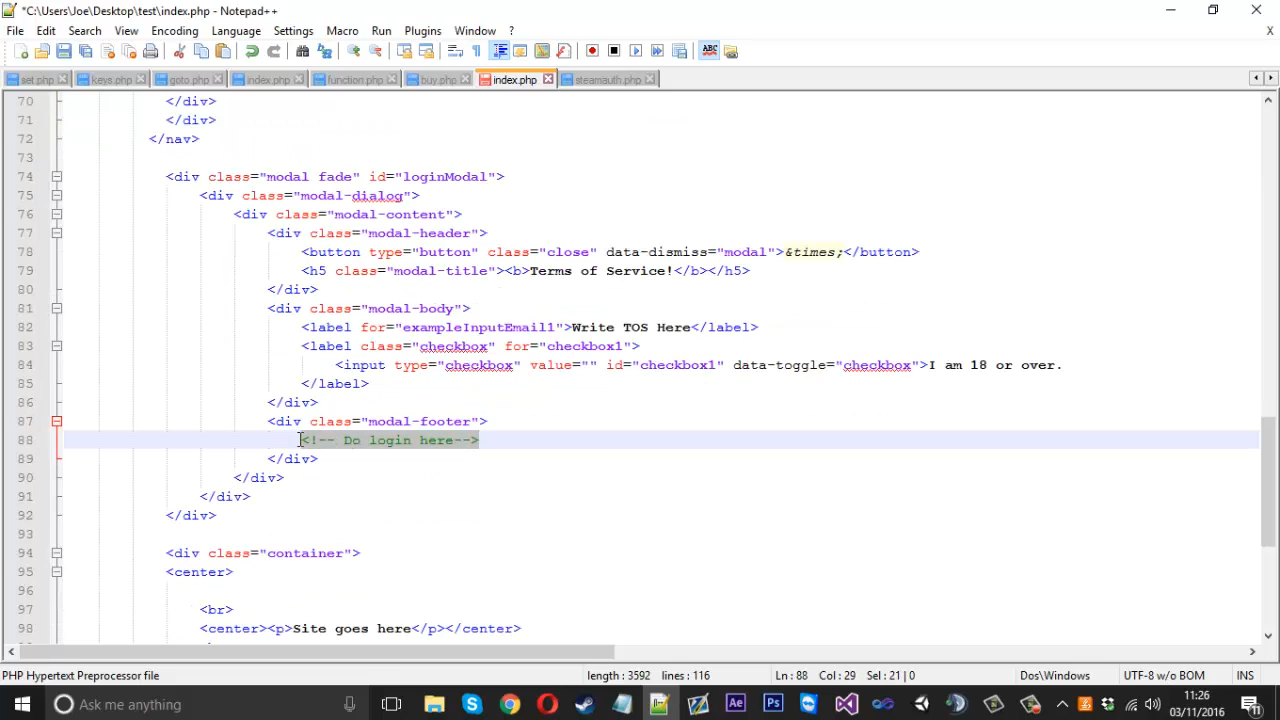 *C:\Users\Joe\Desktop\test\index.php - Notepad++
File Edit Search View Encoding Language Settings Macro Run Plugins Window ? X
set.php keys.php goto.php index.php function.php buy.php index.php steamauth.php
70 </div>
71 </div>
72 </nav>
73
74 <div class="modal fade" id="loginModal">
75 <div class="modal-dialog">
76 <div class="modal-content">
77 <div class="modal-header">
78 <button type="button" class="close" data-dismiss="modal">&times;</button>
79 <h5 class="modal-title"><b>Terms of Service!</b></h5>
80 </div>
81 <div class="modal-body">
82 <label for="exampleInputEmail1">Write TOS Here</label>
83 <label class="checkbox" for="checkbox1">
84 <input type="checkbox" value="" id="checkbox1" data-toggle="checkbox">I am 18 or over.
85 </label>
86 </div>
87 <div class="modal-footer">
88 <!-- Do login here-->
89 </div>
90 </div>
91 </div>
92 </div>
93
94 <div class="container">
95 <center>
96
97 <br>
98 <center><p>Site goes here</p></center>
PHP Hypertext Preprocessor file length : 3592 lines : 116 Ln : 88 Col : 29 Sel : 21 | 0 Dos\Windows UTF-8 w/o BOM INS
Ask me anything
11:26
03/11/2016